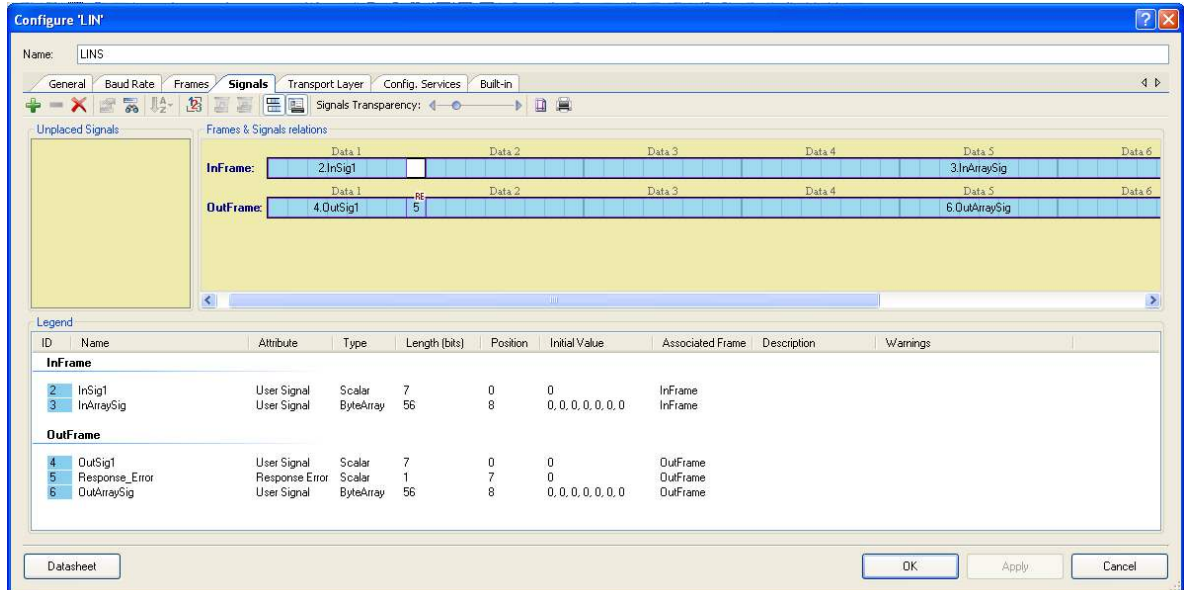 Configure 'LIN'
Name: LINS
General Baud Rate Frames Signals Transport Layer Config. Services Built-in
Signals Transparency:
Unplaced Signals
Frames & Signals relations
Data 1 Data 2 Data 3 Data 4 Data 5 Data 6
InFrame: 2.InSig1 3.InArraySig
Data 1 RE Data 2 Data 3 Data 4 Data 5 Data 6
OutFrame: 4.OutSig1 5 6.OutArraySig
Legend
ID Name Attribute Type Length (bits) Position Initial Value Associated Frame Description Warnings
InFrame
2 InSig1 User Signal Scalar 7 0 0 InFrame
3 InArraySig User Signal ByteArray 56 8 0, 0, 0, 0, 0, 0, 0 InFrame
OutFrame
4 OutSig1 User Signal Scalar 7 0 0 OutFrame
5 Response_Error Response Error Scalar 1 7 0 OutFrame
6 OutArraySig User Signal ByteArray 56 8 0, 0, 0, 0, 0, 0, 0 OutFrame
Datasheet OK Apply Cancel